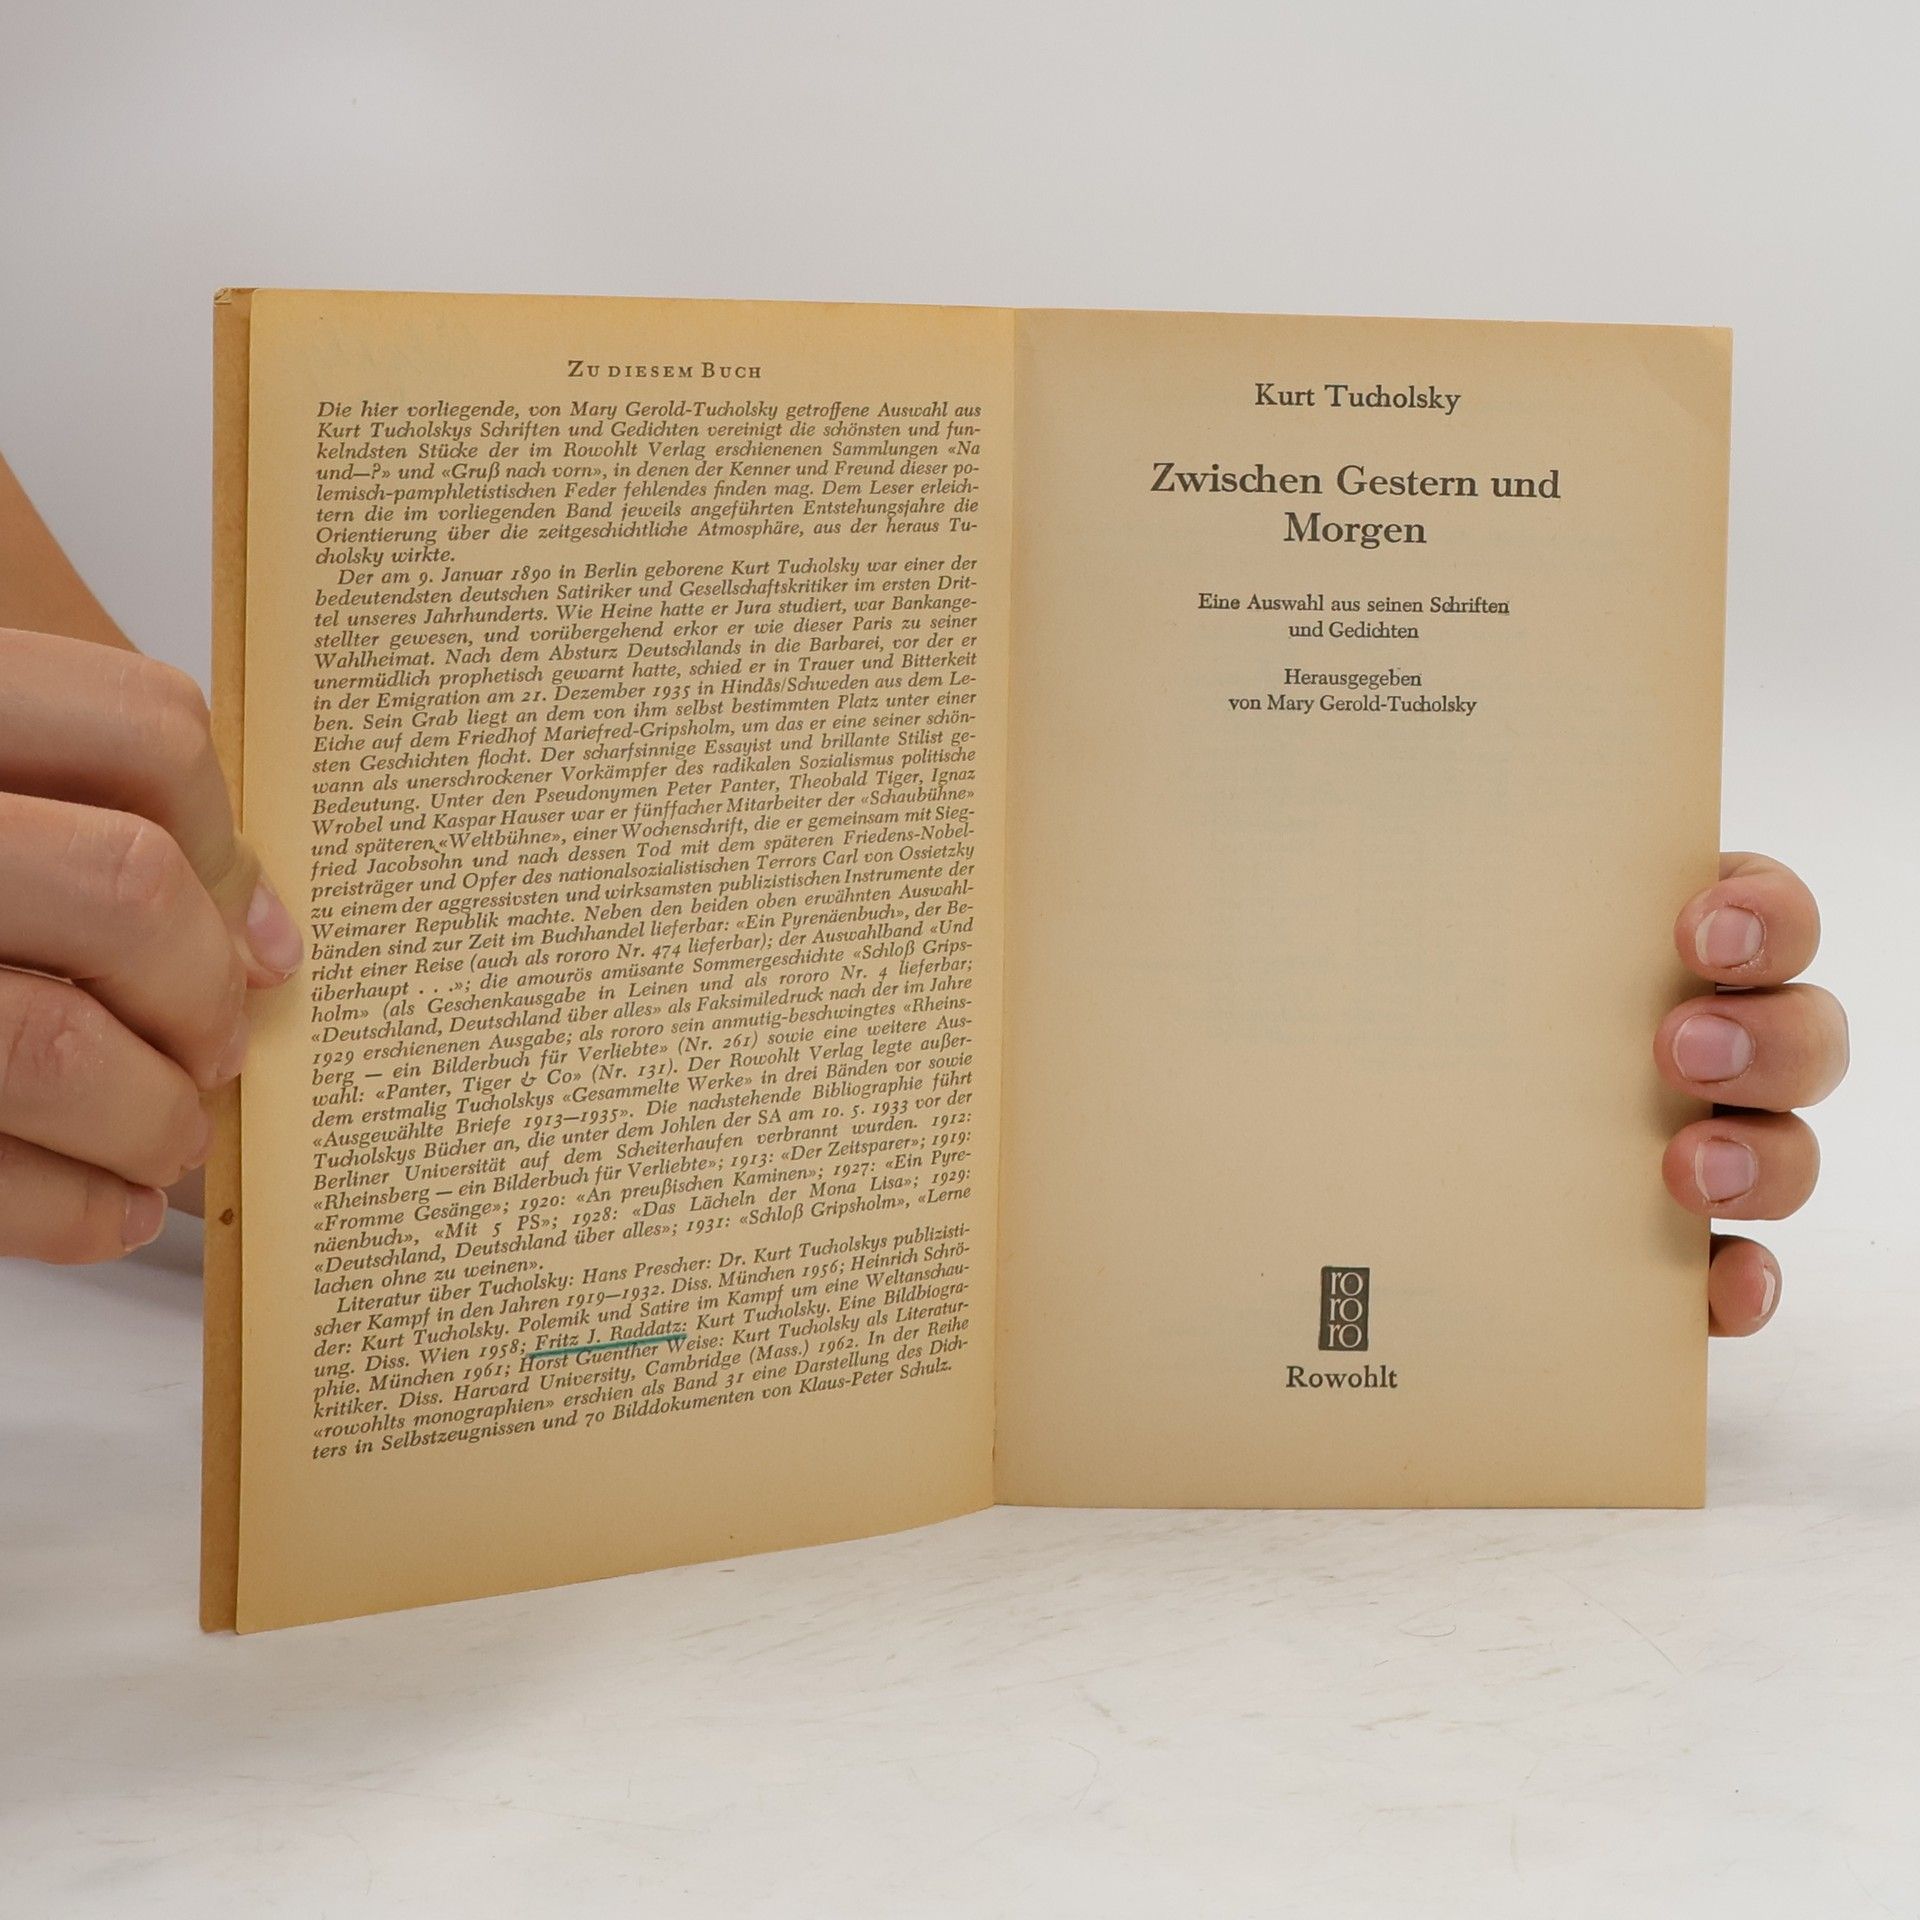 ZU DIESEM BUCH
Die hier vorliegende, von Mary Gerold-Tucholsky getroffene Auswahl aus
Kurt Tucholskys Schriften und Gedichten vereinigt die schönsten und fun-
kelndsten Stücke der im Rowohlt Verlag erschienenen Sammlungen «Na
und—?» und «Gruß nach vorn», in denen der Kenner und Freund dieser po-
lemisch-pamphletistischen Feder fehlendes finden mag. Dem Leser erleich-
tern die im vorliegenden Band jeweils angeführten Entstehungsjahre die
Orientierung über die zeitgeschichtliche Atmosphäre, aus der heraus Tu-
cholsky wirkte.
Der am 9. Januar 1890 in Berlin geborene Kurt Tucholsky war einer der
bedeutendsten deutschen Satiriker und Gesellschaftskritiker im ersten Drit-
tel unseres Jahrhunderts. Wie Heine hatte er Jura studiert, war Bankange-
stellter gewesen, und vorübergehend erkor er wie dieser Paris zu seiner
Wahlheimat. Nach dem Absturz Deutschlands in die Barbarei, vor der er
unermüdlich prophetisch gewarnt hatte, schied er in Trauer und Bitterkeit
in der Emigration am 21. Dezember 1935 in Hindås/Schweden aus dem Le-
ben. Sein Grab liegt an dem von ihm selbst bestimmten Platz unter einer
Eiche auf dem Friedhof Mariefred-Gripsholm, um das er eine seiner schön-
sten Geschichten flocht. Der scharfsinnige Essayist und brillante Stilist ge-
wann als unerschrockener Vorkämpfer des radikalen Sozialismus politische
Bedeutung. Unter den Pseudonymen Peter Panter, Theobald Tiger, Ignaz
Wrobel und Kaspar Hauser war er fünffacher Mitarbeiter der «Schaubühne»
und späteren «Weltbühne», einer Wochenschrift, die er gemeinsam mit Sieg-
fried Jacobsohn und nach dessen Tod mit dem späteren Friedens-Nobel-
preisträger und Opfer des nationalsozialistischen Terrors Carl von Ossietzky
zu einem der aggressivsten und wirksamsten publizistischen Instrumente der
Weimarer Republik machte. Neben den beiden oben erwähnten Auswahl-
bänden sind zur Zeit im Buchhandel lieferbar: «Ein Pyrenäenbuch», der Be-
richt einer Reise (auch als rororo Nr. 474 lieferbar); der Auswahlband «Und
überhaupt . . .»; die amourös amüsante Sommergeschichte «Schloß Grips-
holm» (als Geschenkausgabe in Leinen und als rororo Nr. 4 lieferbar;
«Deutschland, Deutschland über alles» als Faksimiledruck nach der im Jahre
1929 erschienenen Ausgabe; als rororo sein anmutig-beschwingtes «Rheins-
berg — ein Bilderbuch für Verliebte» (Nr. 261) sowie eine weitere Aus-
wahl: «Panter, Tiger & Co» (Nr. 131). Der Rowohlt Verlag legte außer-
dem erstmalig Tucholskys «Gesammelte Werke» in drei Bänden vor sowie
«Ausgewählte Briefe 1913—1935». Die nachstehende Bibliographie führt
Tucholskys Bücher an, die unter dem Johlen der SA am 10. 5. 1933 vor der
Berliner Universität auf dem Scheiterhaufen verbrannt wurden. 1912:
«Rheinsberg — ein Bilderbuch für Verliebte»; 1913: «Der Zeitsparer»; 1919:
«Fromme Gesänge»; 1920: «An preußischen Kaminen»; 1927: «Ein Pyre-
näenbuch», «Mit 5 PS»; 1928: «Das Lächeln der Mona Lisa»; 1929:
«Deutschland, Deutschland über alles»; 1931: «Schloß Gripsholm», «Lerne
lachen ohne zu weinen».
Literatur über Tucholsky: Hans Prescher: Dr. Kurt Tucholskys publizisti-
scher Kampf in den Jahren 1919—1932. Diss. München 1956; Heinrich Schrö-
der: Kurt Tucholsky. Polemik und Satire im Kampf um eine Weltanschau-
ung. Diss. Wien 1958; Fritz J. Raddatz: Kurt Tucholsky. Eine Bildbiogra-
phie. München 1961; Horst Guenther Weise: Kurt Tucholsky als Literatur-
kritiker. Diss. Harvard University, Cambridge (Mass.) 1962. In der Reihe
«rowohlts monographien» erschien als Band 31 eine Darstellung des Dich-
ters in Selbstzeugnissen und 70 Bilddokumenten von Klaus-Peter Schulz.
Kurt Tucholsky
Zwischen Gestern und
Morgen
Eine Auswahl aus seinen Schriften
und Gedichten
Herausgegeben
von Mary Gerold-Tucholsky
ro
ro
ro
Rowohlt